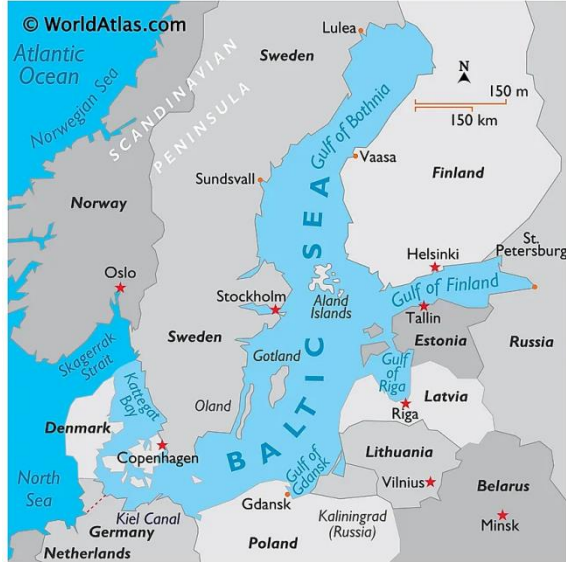 © WorldAtlas.com
Atlantic
Ocean
Norwegian Sea
SCANDINAVIAN
PENINSULA
Sweden
Lulea
Gulf of Bothnia
N
150 m
150 km
Vaasa
Finland
Sundsvall
Norway
Oslo
Helsinki
St.
Petersburg
Stockholm
Aland
Islands
Gulf of Finland
Tallin
Estonia
Russia
Skagerrak
Strait
Sweden
Gotland
Kattegat
Bay
Oland
BALTIC SEA
Gulf
of
Riga
Riga
Latvia
Denmark
Copenhagen
Lithuania
Vilnius
Belarus
Minsk
North
Sea
Kiel Canal
Gdansk
Gulf of
Gdansk
Kaliningrad
(Russia)
Germany
Netherlands
Poland